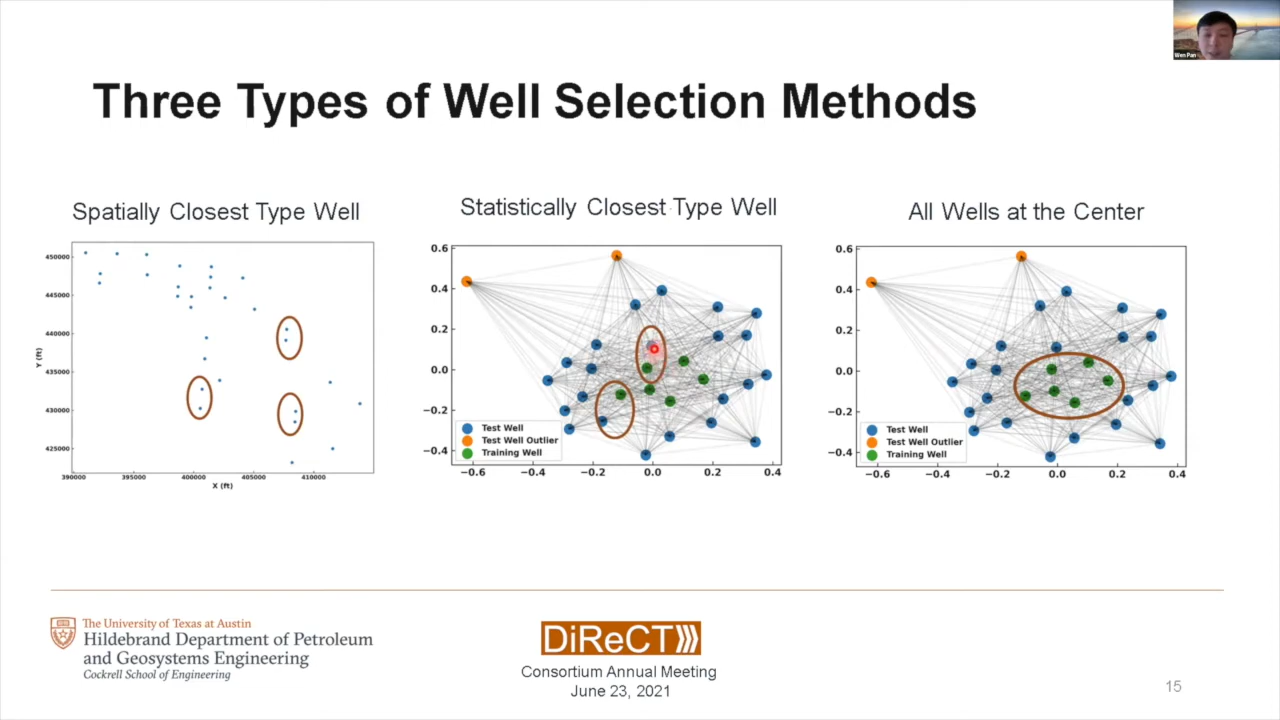 Wen Pan
Three Types of Well Selection Methods
Spatially Closest Type Well
Statistically Closest Type Well
All Wells at the Center
450000
445000
440000
435000
430000
425000
Y (ft)
390000 395000 400000 405000 410000
X (ft)
0.6
0.4
0.2
0.0
−0.2
−0.4
Test Well
Test Well Outlier
Training Well
−0.6 −0.4 −0.2 0.0 0.2 0.4
0.6
0.4
0.2
0.0
−0.2
−0.4
Test Well
Test Well Outlier
Training Well
−0.6 −0.4 −0.2 0.0 0.2 0.4
The University of Texas at Austin
Hildebrand Department of Petroleum
and Geosystems Engineering
Cockrell School of Engineering
DiReCT
Consortium Annual Meeting
June 23, 2021
15